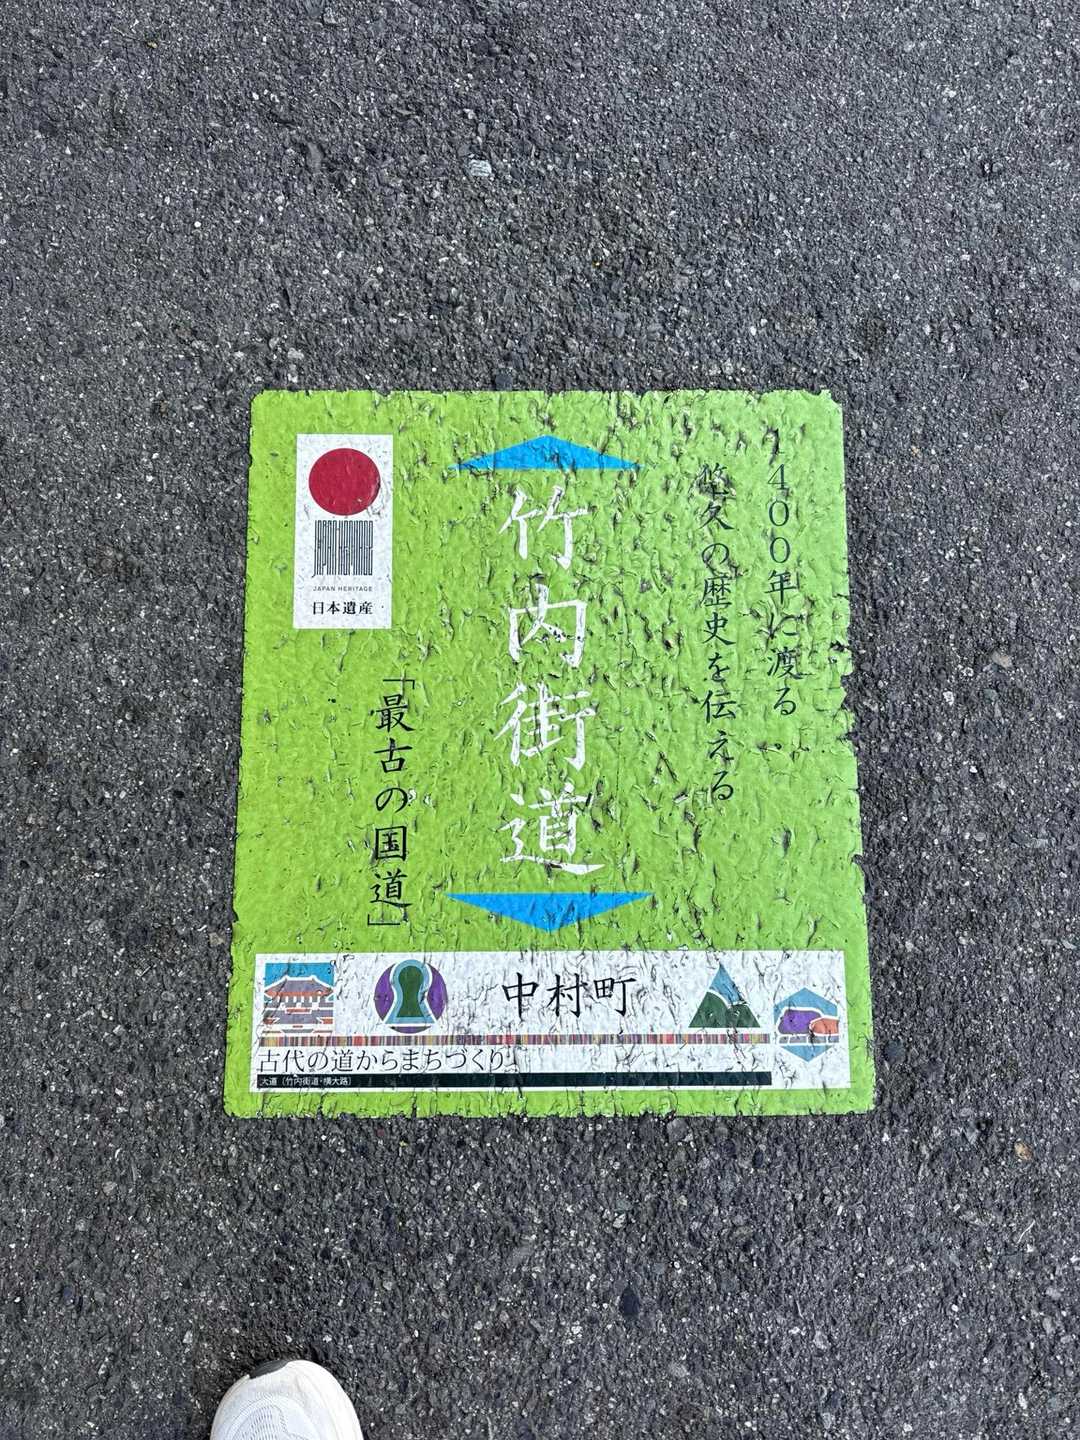 1400年に渡る
悠久の歴史を伝える
竹内街道
「最古の国道」
JAPAN HERITAGE
日本遺産
中村町
古代の道からまちづくり
大道(竹内街道・横大路)